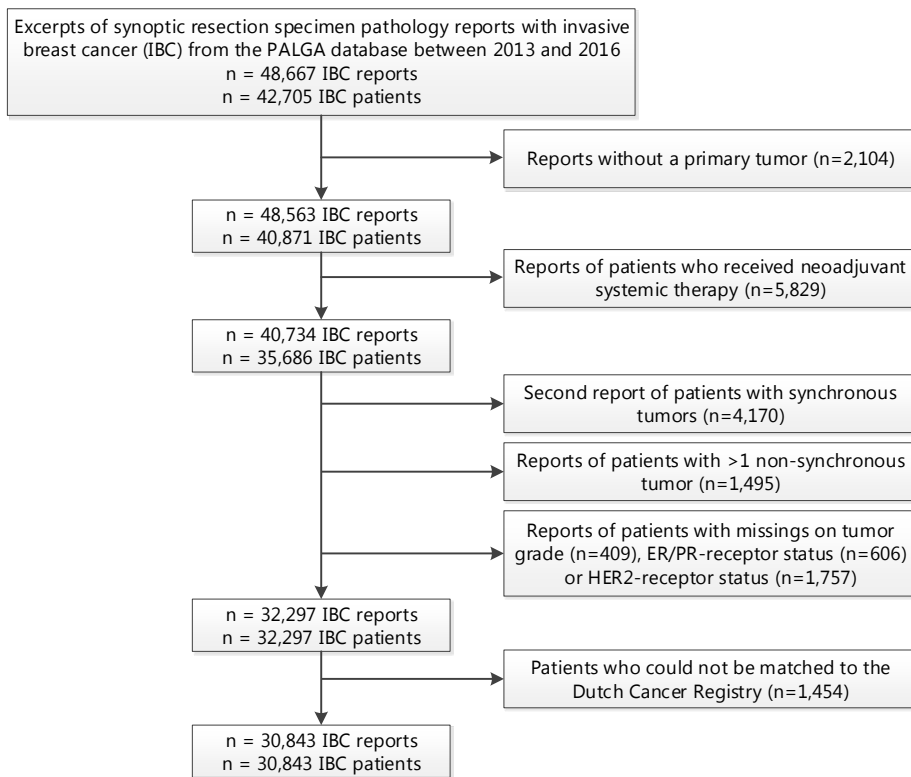 Excerpts of synoptic resection specimen pathology reports with invasive
breast cancer (IBC) from the PALGA database between 2013 and 2016
n = 48,667 IBC reports
n = 42,705 IBC patients
Reports without a primary tumor (n=2,104)
n = 48,563 IBC reports
n = 40,871 IBC patients
Reports of patients who received neoadjuvant
systemic therapy (n=5,829)
n = 40,734 IBC reports
n = 35,686 IBC patients
Second report of patients with synchronous
tumors (n=4,170)
Reports of patients with >1 non-synchronous
tumor (n=1,495)
Reports of patients with missings on tumor
grade (n=409), ER/PR-receptor status (n=606)
or HER2-receptor status (n=1,757)
n = 32,297 IBC reports
n = 32,297 IBC patients
Patients who could not be matched to the
Dutch Cancer Registry (n=1,454)
n = 30,843 IBC reports
n = 30,843 IBC patients